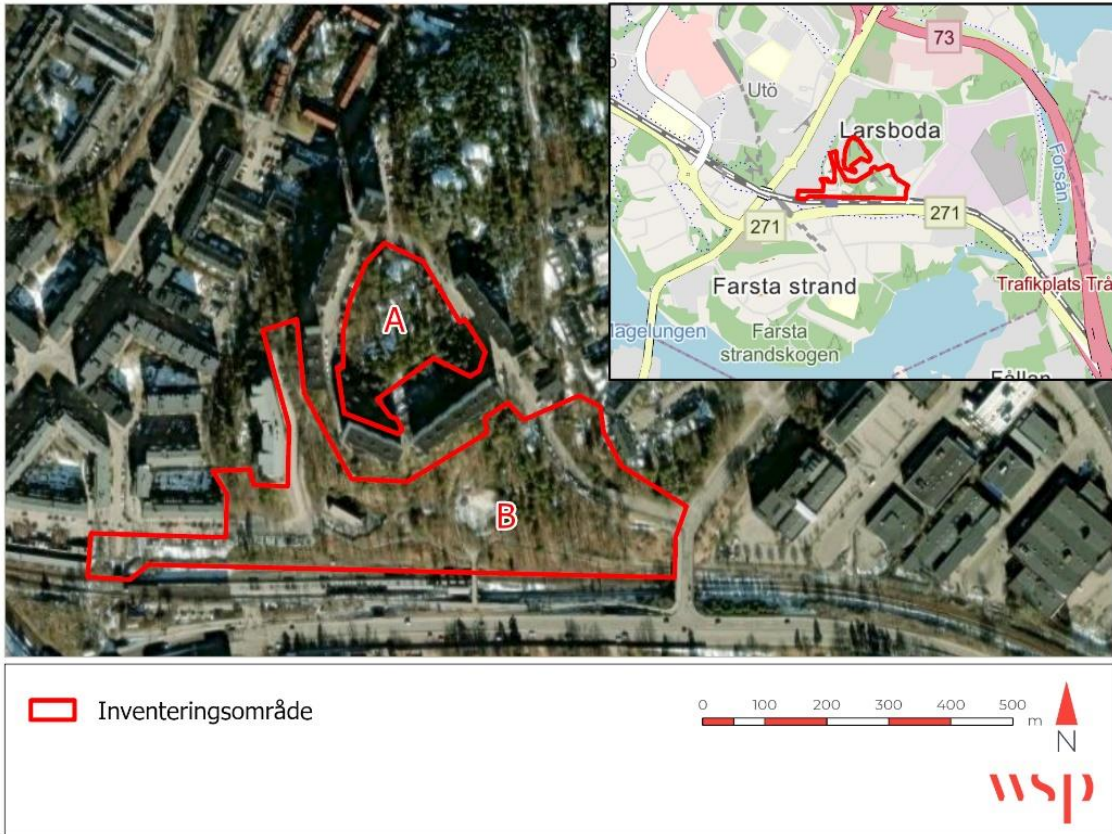 A
B
73
Utö
Larsboda
Forsån
271
271
Farsta strand
Trafikplats Trå
Magelungen
Farsta
strandskogen
Inventeringsområde
0 100 200 300 400 500 m
N
wsp